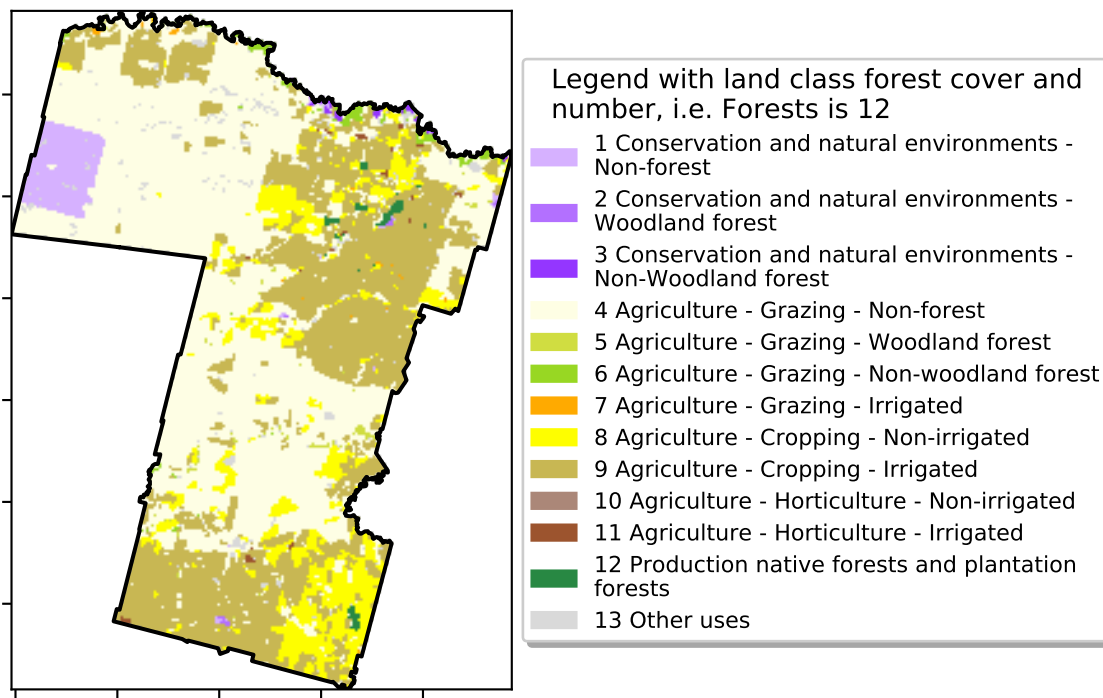 Legend with land class forest cover and
number, i.e. Forests is 12
1 Conservation and natural environments -
Non-forest
2 Conservation and natural environments -
Woodland forest
3 Conservation and natural environments -
Non-Woodland forest
4 Agriculture - Grazing - Non-forest
5 Agriculture - Grazing - Woodland forest
6 Agriculture - Grazing - Non-woodland forest
7 Agriculture - Grazing - Irrigated
8 Agriculture - Cropping - Non-irrigated
9 Agriculture - Cropping - Irrigated
10 Agriculture - Horticulture - Non-irrigated
11 Agriculture - Horticulture - Irrigated
12 Production native forests and plantation
forests
13 Other uses